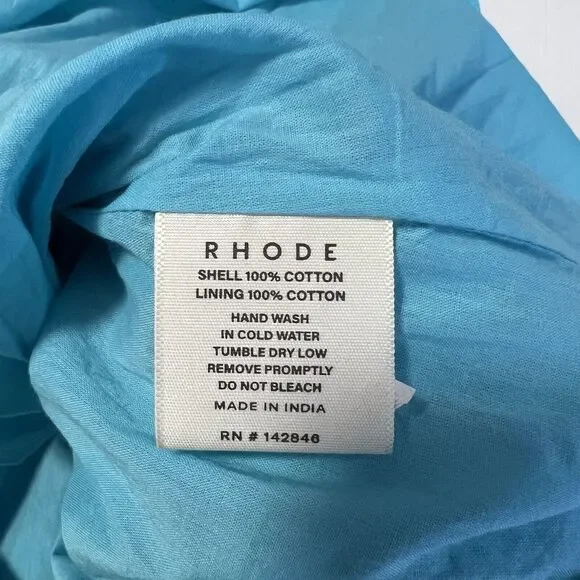 RHODE
SHELL 100% COTTON
LINING 100% COTTON
HAND WASH
IN COLD WATER
TUMBLE DRY LOW
REMOVE PROMPTLY
DO NOT BLEACH
MADE IN INDIA
RN # 142846